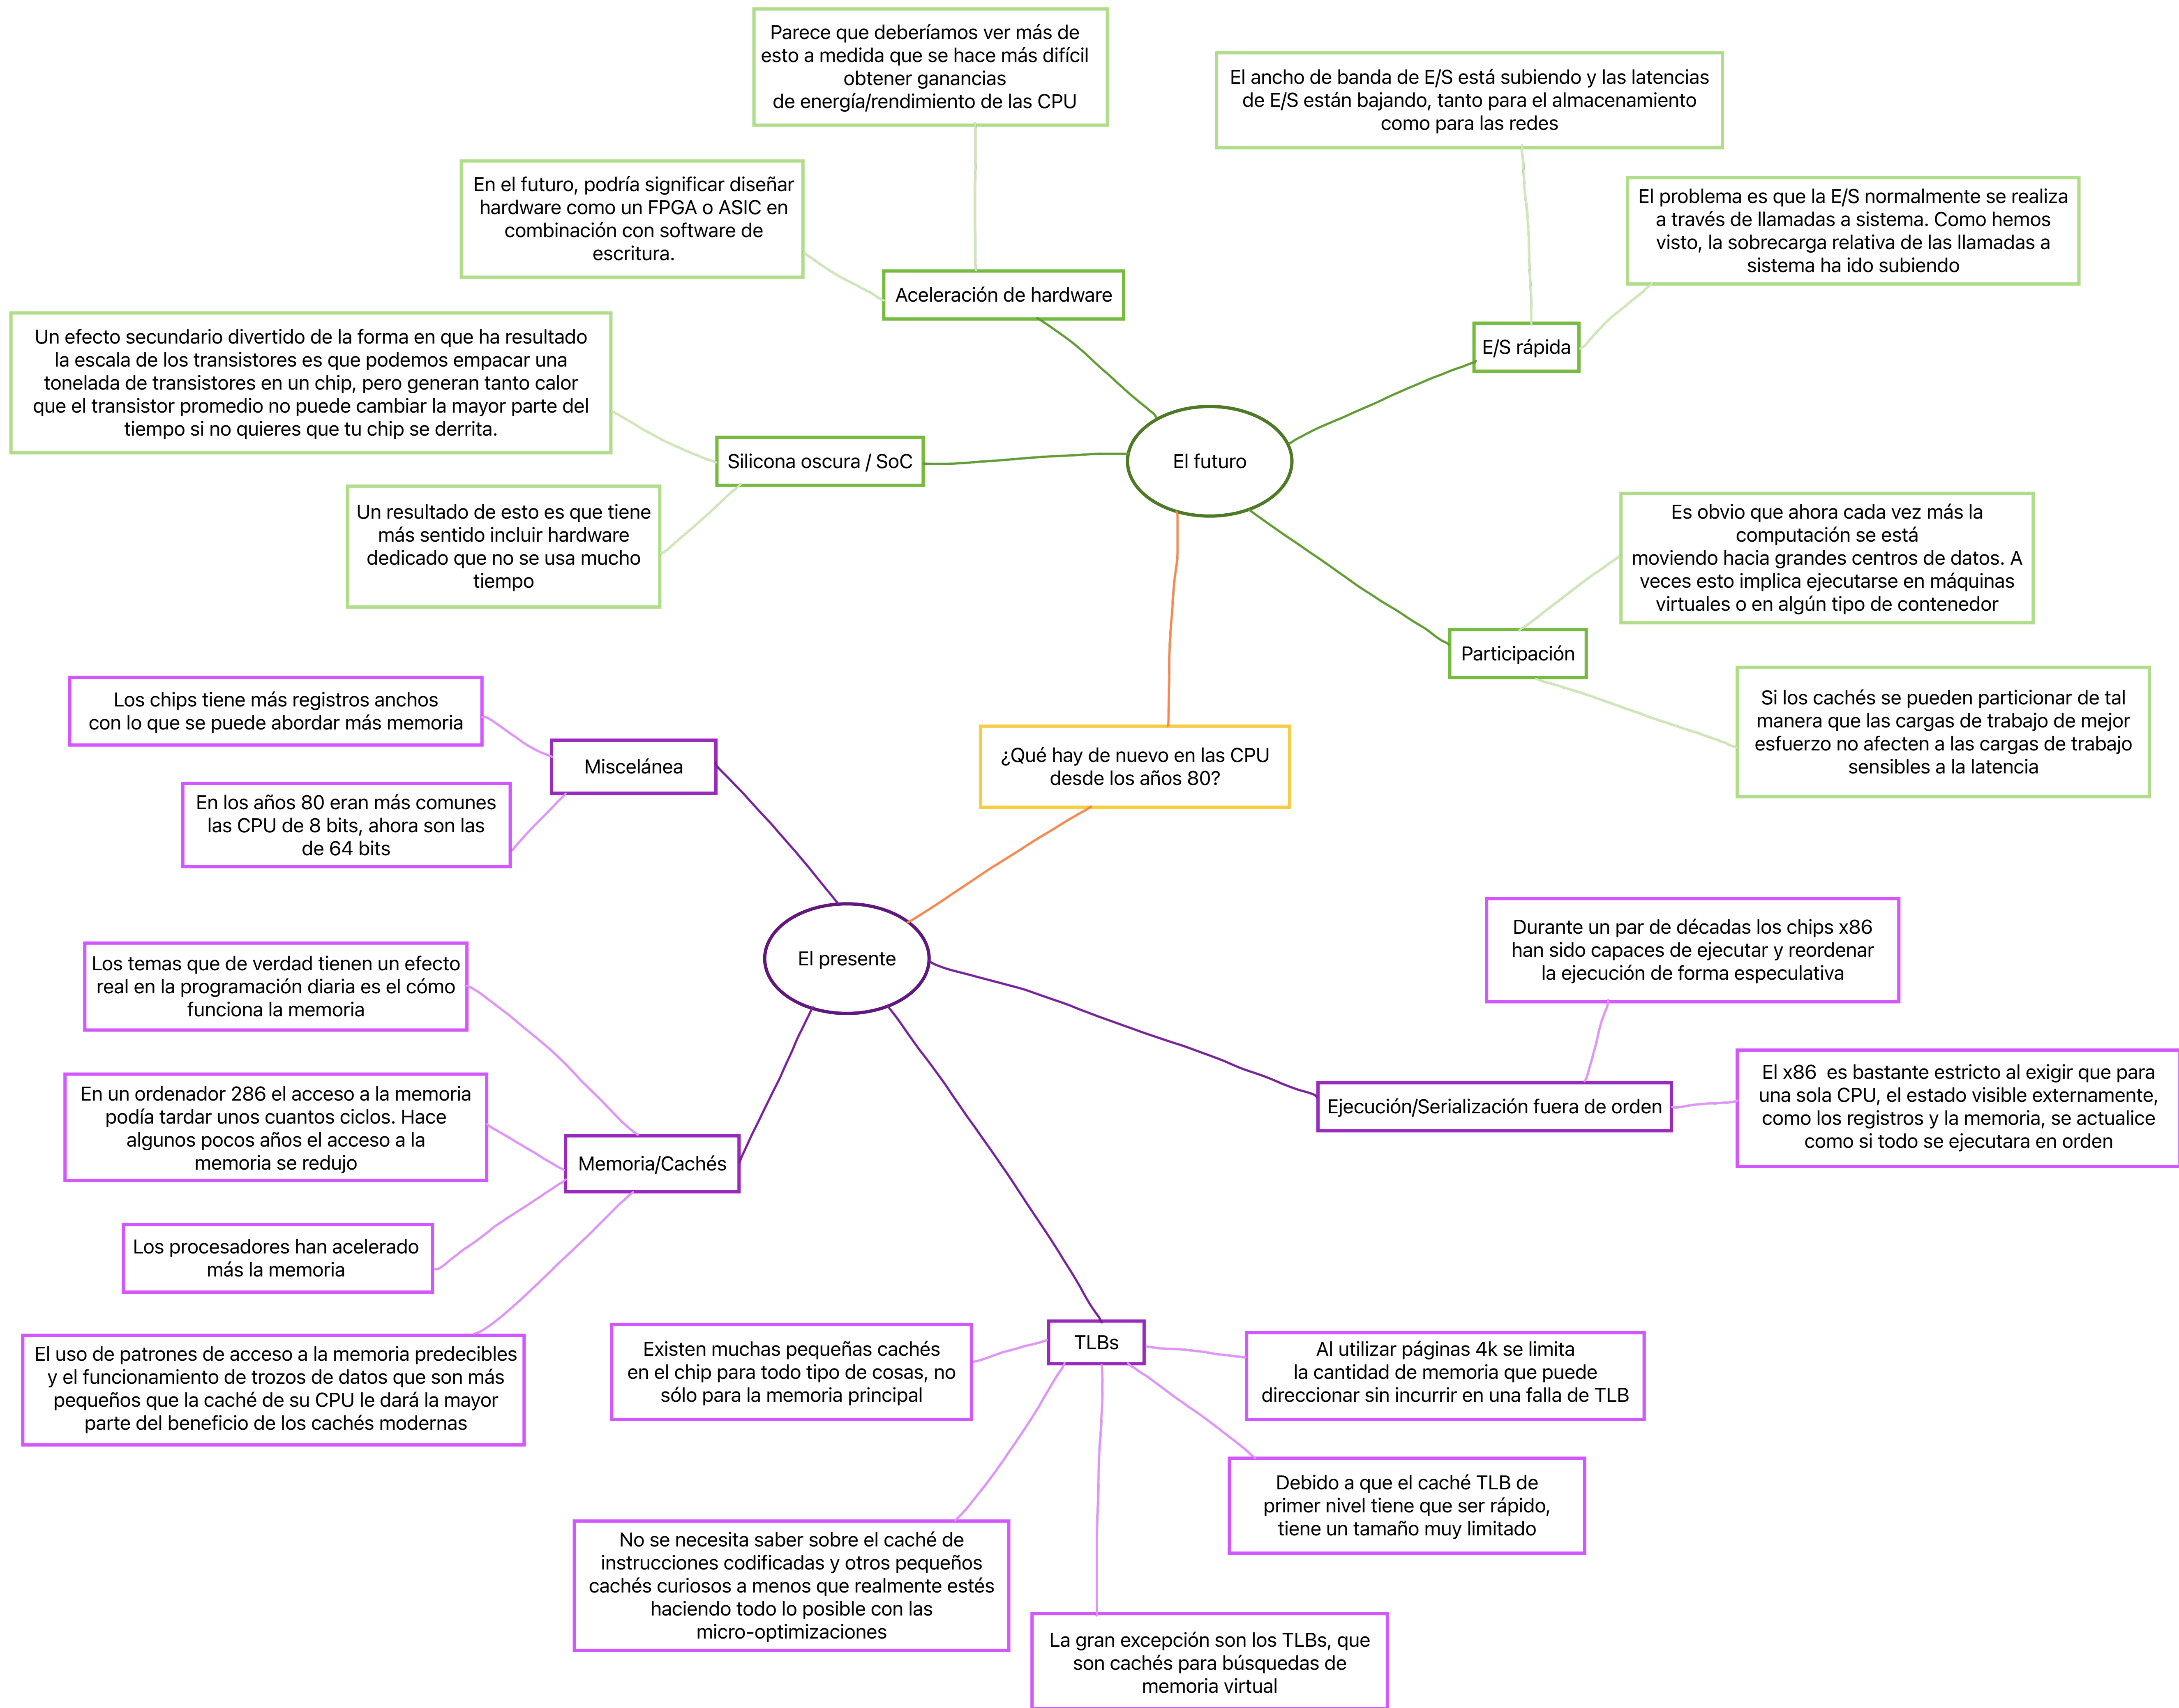 Parece que deberíamos ver más de
esto a medida que se hace más difícil
obtener ganancias
de energía/rendimiento de las CPU
El ancho de banda de E/S está subiendo y las latencias
de E/S están bajando, tanto para el almacenamiento
como para las redes
En el futuro, podría significar diseñar
hardware como un FPGA o ASIC en
combinación con software de
escritura.
El problema es que la E/S normalmente se realiza
a través de llamadas a sistema. Como hemos
visto, la sobrecarga relativa de las llamadas a
sistema ha ido subiendo
Aceleración de hardware
E/S rápida
Un efecto secundario divertido de la forma en que ha resultado
la escala de los transistores es que podemos empacar una
tonelada de transistores en un chip, pero generan tanto calor
que el transistor promedio no puede cambiar la mayor parte del
tiempo si no quieres que tu chip se derrita.
Silicona oscura / SoC
El futuro
Un resultado de esto es que tiene
más sentido incluir hardware
dedicado que no se usa mucho
tiempo
Es obvio que ahora cada vez más la
computación se está
moviendo hacia grandes centros de datos. A
veces esto implica ejecutarse en máquinas
virtuales o en algún tipo de contenedor
Participación
Si los cachés se pueden particionar de tal
manera que las cargas de trabajo de mejor
esfuerzo no afecten a las cargas de trabajo
sensibles a la latencia
Los chips tiene más registros anchos
con lo que se puede abordar más memoria
Miscelánea
¿Qué hay de nuevo en las CPU
desde los años 80?
En los años 80 eran más comunes
las CPU de 8 bits, ahora son las
de 64 bits
El presente
Durante un par de décadas los chips x86
han sido capaces de ejecutar y reordenar
la ejecución de forma especulativa
Los temas que de verdad tienen un efecto
real en la programación diaria es el cómo
funciona la memoria
El x86  es bastante estricto al exigir que para
una sola CPU, el estado visible externamente,
como los registros y la memoria, se actualice
como si todo se ejecutara en orden
Ejecución/Serialización fuera de orden
En un ordenador 286 el acceso a la memoria
podía tardar unos cuantos ciclos. Hace
algunos pocos años el acceso a la
memoria se redujo
Memoria/Cachés
Los procesadores han acelerado
más la memoria
El uso de patrones de acceso a la memoria predecibles
y el funcionamiento de trozos de datos que son más
pequeños que la caché de su CPU le dará la mayor
parte del beneficio de los cachés modernas
Existen muchas pequeñas cachés
en el chip para todo tipo de cosas, no
sólo para la memoria principal
TLBs
Al utilizar páginas 4k se limita
la cantidad de memoria que puede
direccionar sin incurrir en una falla de TLB
Debido a que el caché TLB de
primer nivel tiene que ser rápido,
tiene un tamaño muy limitado
No se necesita saber sobre el caché de
instrucciones codificadas y otros pequeños
cachés curiosos a menos que realmente estés
haciendo todo lo posible con las
micro-optimizaciones
La gran excepción son los TLBs, que
son cachés para búsquedas de
memoria virtual